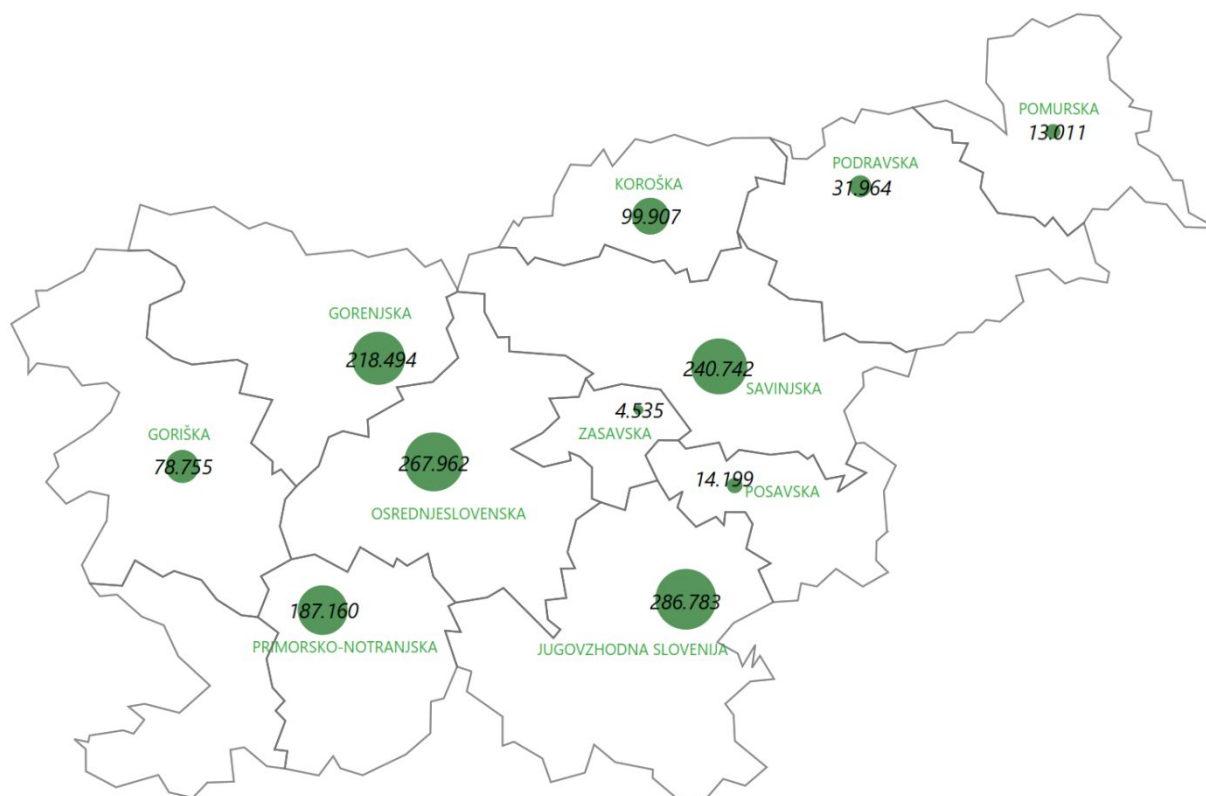 POMURSKA
13.011
PODRAVSKA
31.964
KOROŠKA
99.907
GORENJSKA
218.494
240.742
SAVINJSKA
4.535
ZASAVSKA
GORIŠKA
78.755
267.962
OSREDNJESLOVENSKA
14.199
POSAVSKA
187.160
PRIMORSKO-NOTRANJSKA
286.783
JUGOVZHODNA SLOVENIJA